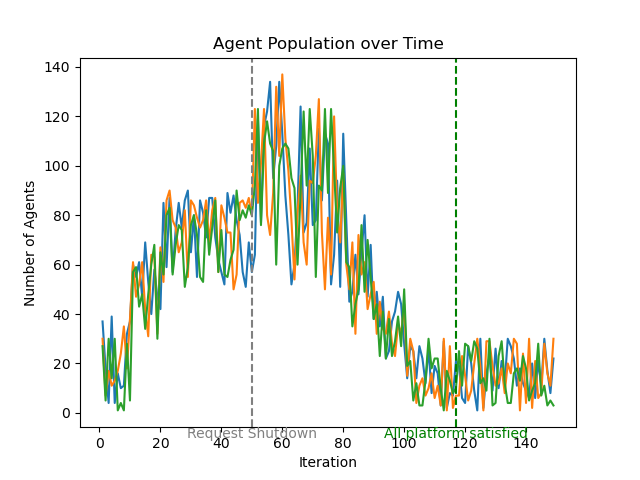 Agent Population over Time
Number of Agents
140
120
100
80
60
40
20
0
0 20 40 60 80 100 120 140
Request Shutdown
All platform satisfied
Iteration